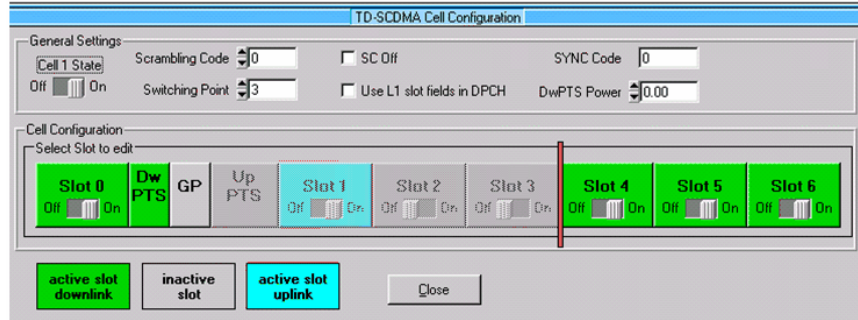 TD-SCDMA Cell Configuration
General Settings
Cell 1 State
Off On
Scrambling Code 0
SC Off
SYNC Code 0
Switching Point 3
Use L1 slot fields in DPCH
DwPTS Power 0.00
Cell Configuration
Select Slot to edit
Slot 0
Off On
Dw
PTS
GP
Up
PTS
Slot 1
Off On
Slot 2
Off On
Slot 3
Off On
Slot 4
Off On
Slot 5
Off On
Slot 6
Off On
active slot
downlink
inactive
slot
active slot
uplink
Close